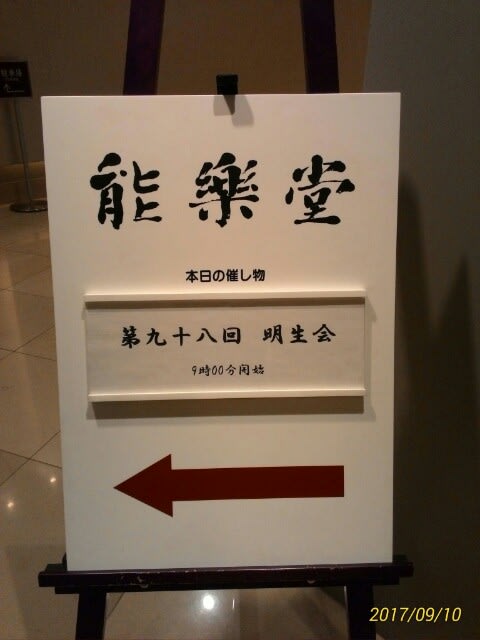 能樂堂
本日の催し物
第九十八回 明生会
9時00分開始
2017/09/10